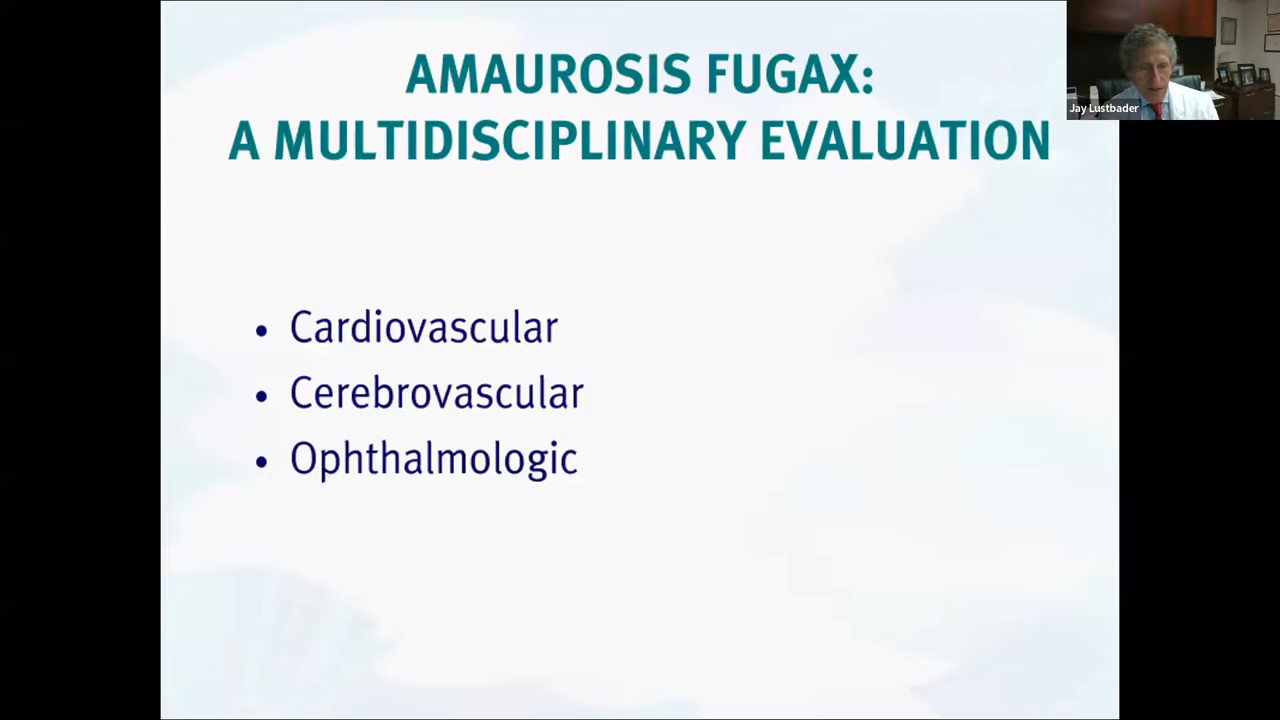 AMAUROSIS FUGAX:
A MULTIDISCIPLINARY EVALUATION
• Cardiovascular
• Cerebrovascular
• Ophthalmologic
Jay Lustbader